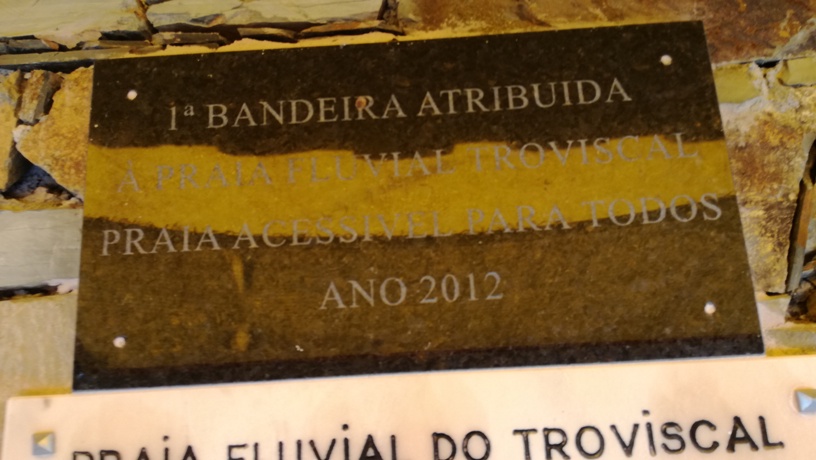 1ª BANDEIRA ATRIBUIDA
À PRAIA FLUVIAL TROVISCAL,
PRAIA ACESSIVEL PARA TODOS
ANO 2012
PRAiA FLUViAL DO TROViSCAL